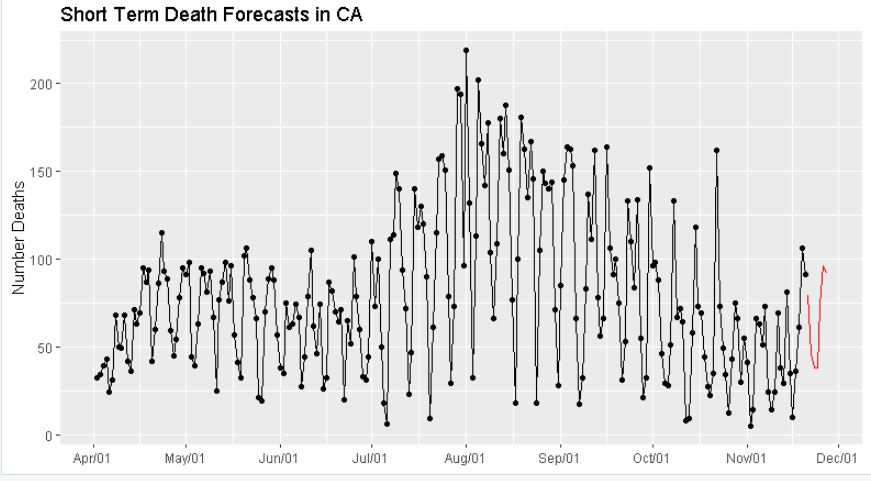 Short Term Death Forecasts in CA
Number Deaths
200
150
100
50
0
Apr/01 May/01 Jun/01 Jul/01 Aug/01 Sep/01 Oct/01 Nov/01 Dec/01